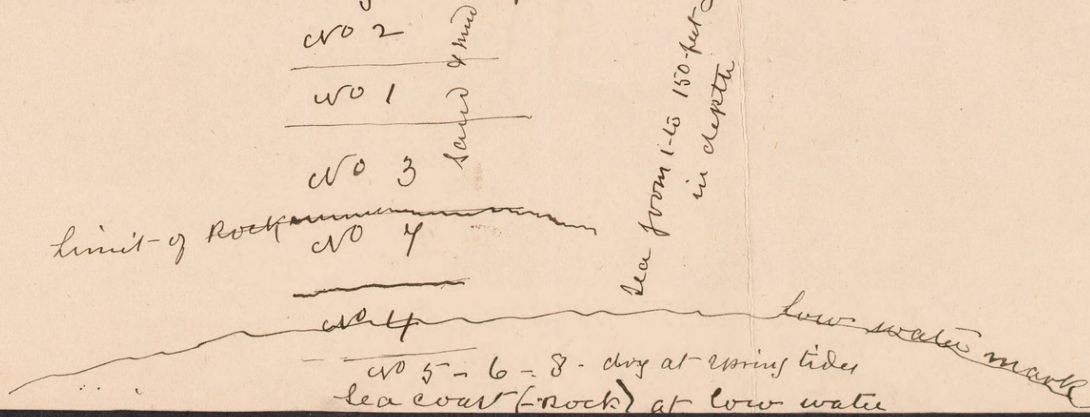 No 2
No 1
No 3
Sand & mud
Sea from 1 to 150 feet
in depth
Limit of Rock
No 7
No 4
Low water mark
No 5 - 6 - 8 - dry at spring tides
Sea coast (-Rock) at low water